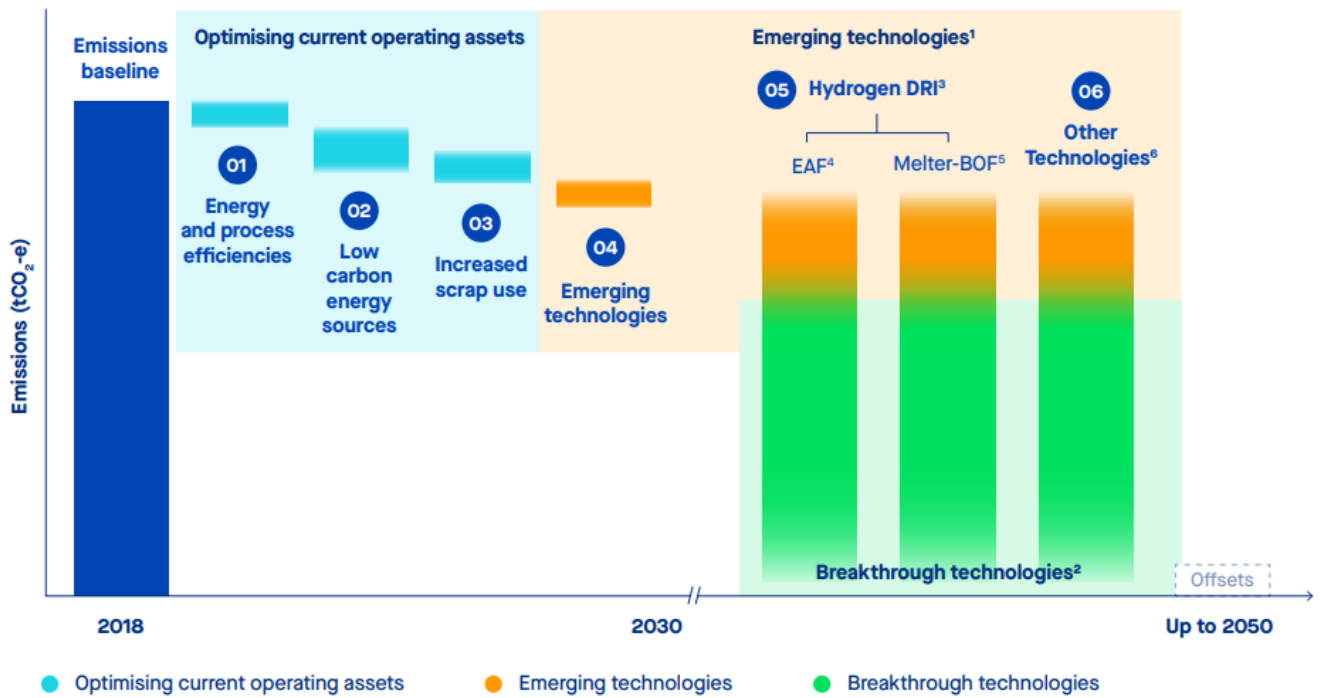 Emissions
baseline
Optimising current operating assets
Emerging technologies¹
01
Energy
and process
efficiencies
02
Low
carbon
energy
sources
03
Increased
scrap use
04
Emerging
technologies
05 Hydrogen DRI³
EAF⁴
Melter-BOF⁵
06
Other
Technologies⁶
Breakthrough technologies²
Offsets
Emissions (tCO₂-e)
2018
2030
Up to 2050
Optimising current operating assets
Emerging technologies
Breakthrough technologies